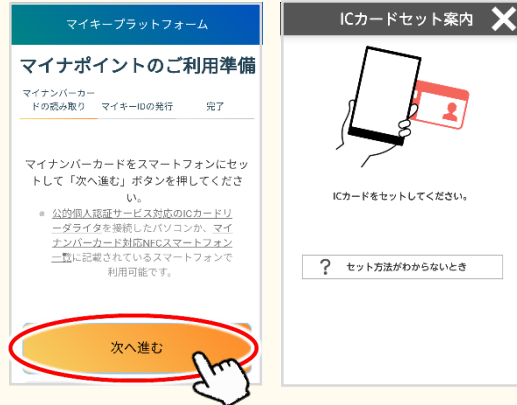 マイキープラットフォーム
マイナポイントのご利用準備
マイナンバーカー
ドの読み取り マイキーIDの発行 完了
マイナンバーカードをスマートフォンにセッ
トして「次へ進む」ボタンを押してくださ
い。
公的個人認証サービス対応のICカードリ
ーダライタを接続したパソコンか、マイ
ナンバーカード対応NFCスマートフォン
一覧に記載されているスマートフォンで
利用可能です。
次へ進む
ICカードセット案内
ICカードをセットしてください。
? セット方法がわからないとき